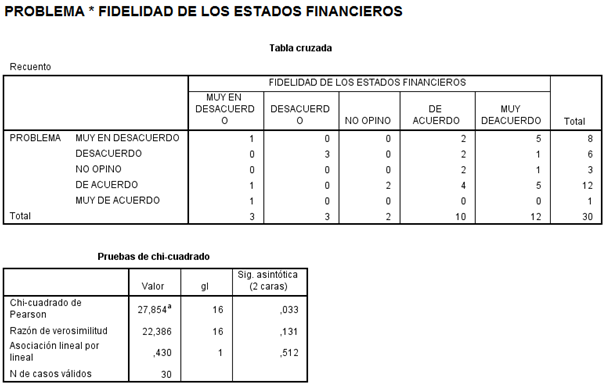 PROBLEMA * FIDELIDAD DE LOS ESTADOS FINANCIEROS
Tabla cruzada
Recuento
FIDELIDAD DE LOS ESTADOS FINANCIEROS
MUY EN DESACUERD O DESACUERD O NO OPINO DE ACUERDO MUY DEACUERDO Total
PROBLEMA MUY EN DESACUERDO 1 0 0 2 5 8
DESACUERDO 0 3 0 2 1 6
NO OPINO 0 0 0 2 1 3
DE ACUERDO 1 0 2 4 5 12
MUY DE ACUERDO 1 0 0 0 0 1
Total 3 3 2 10 12 30
Pruebas de chi-cuadrado
Valor gl Sig. asintótica (2 caras)
Chi-cuadrado de Pearson 27,854a 16 ,033
Razón de verosimilitud 22,386 16 ,131
Asociación lineal por lineal ,430 1 ,512
N de casos válidos 30